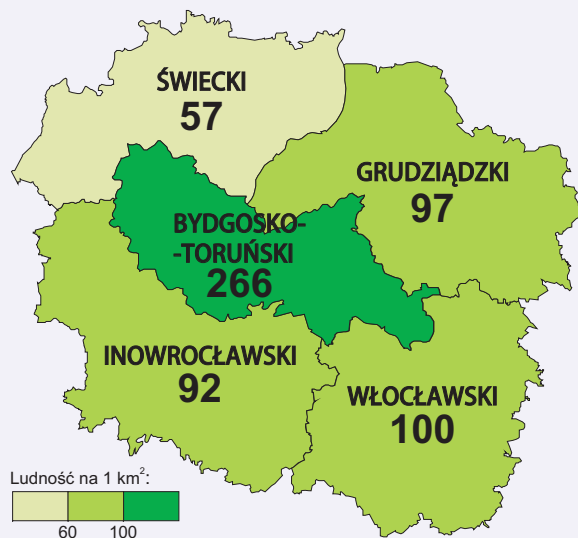 ŚWIECKI
57
GRUDZIĄDZKI
97
BYDGOSKO-
-TORUŃSKI
266
INOWROCŁAWSKI
92
WŁOCŁAWSKI
100
Ludność na 1 km²:
60 100